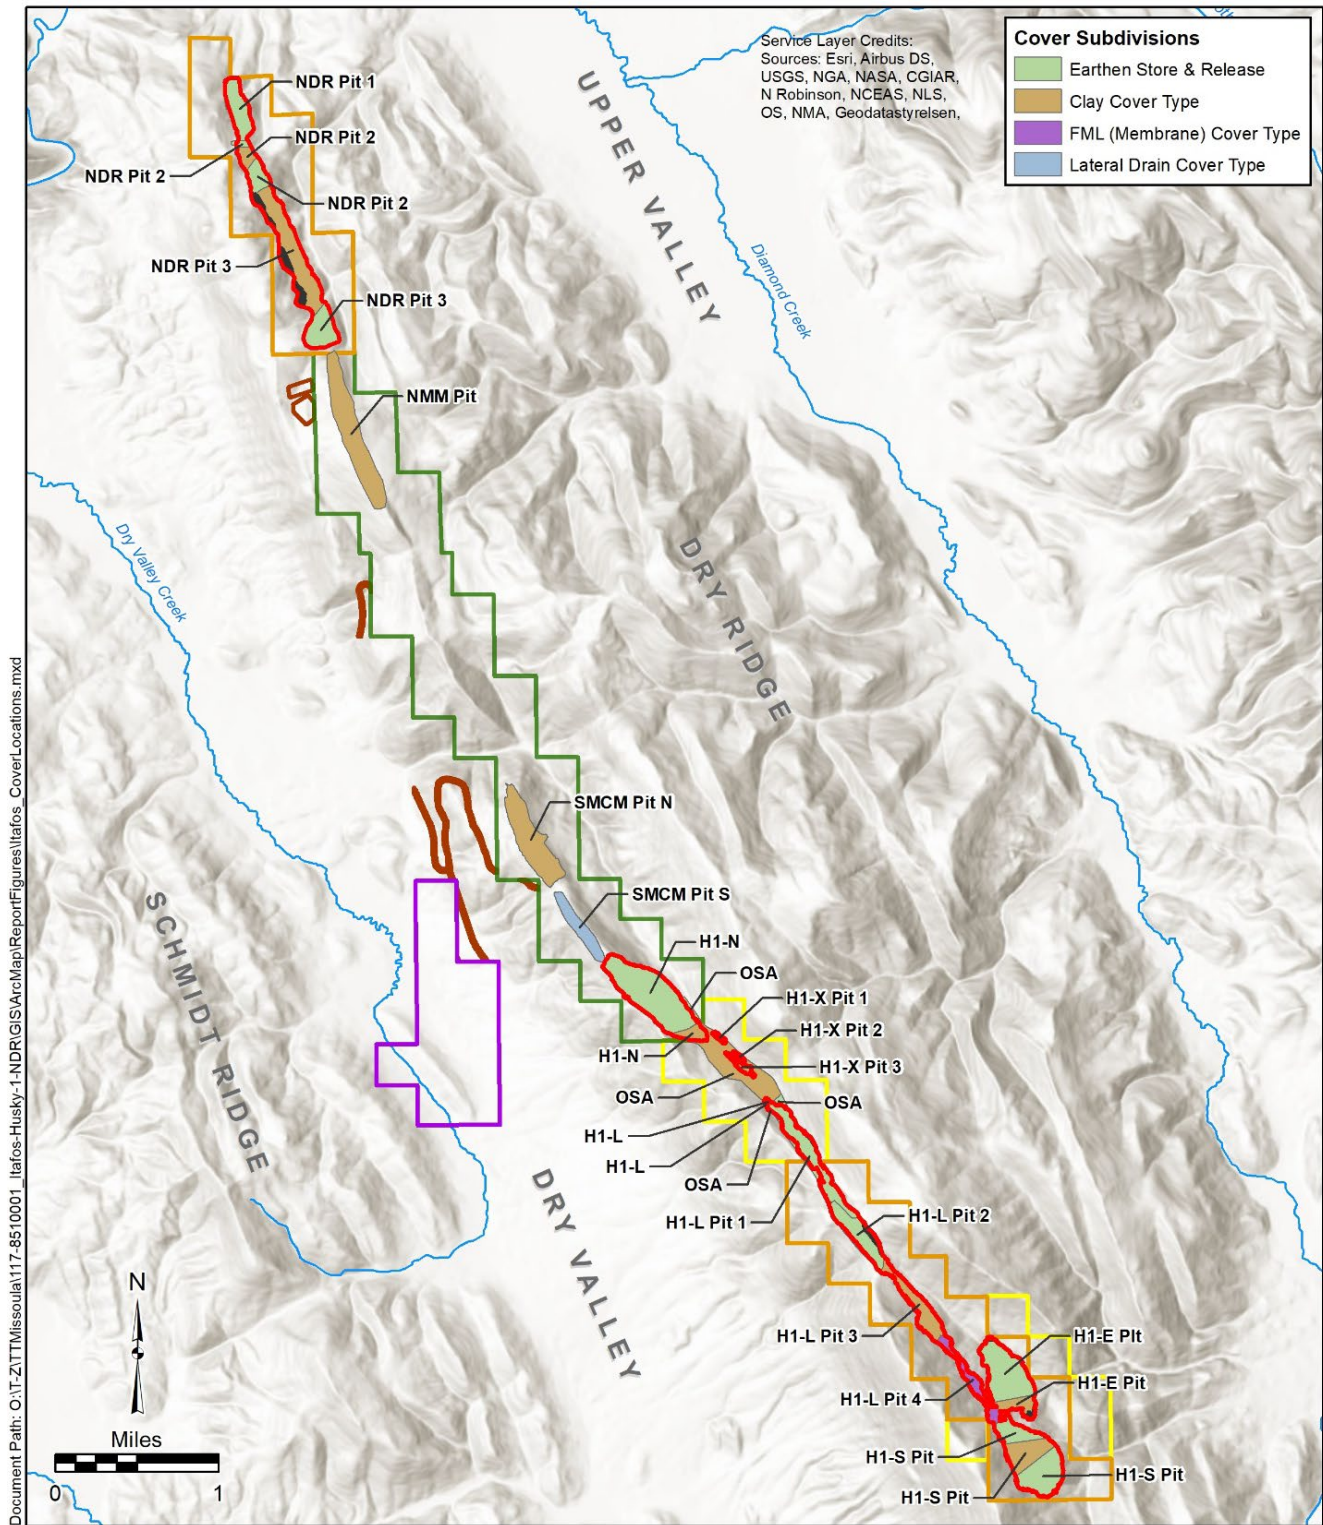 Service Layer Credits:
Sources: Esri, Airbus DS,
USGS, NGA, NASA, CGIAR,
N Robinson, NCEAS, NLS,
OS, NMA, Geodatastyrelsen,
Cover Subdivisions
Earthen Store & Release
Clay Cover Type
FML (Membrane) Cover Type
Lateral Drain Cover Type
NDR Pit 1
NDR Pit 2
NDR Pit 2
NDR Pit 2
NDR Pit 3
NDR Pit 3
NMM Pit
UPPER VALLEY
Diamond Creek
DRY RIDGE
Dry Valley Creek
SMCM Pit N
SMCM Pit S
SCHMIDT RIDGE
H1-N
OSA
H1-X Pit 1
H1-X Pit 2
H1-N
H1-X Pit 3
OSA
OSA
H1-L
H1-L
OSA
H1-L Pit 1
H1-L Pit 2
DRY VALLEY
H1-L Pit 3
H1-E PIt
H1-E Pit
H1-L Pit 4
H1-S Pit
H1-S Pit
H1-S Pit
N
Miles
0 1
Document Path: O:\T-Z\TTMissoula\117-8510001_Itafos-Husky-1-NDR\GIS\ArcMap\ReportFigures\Itafos_CoverLocations.mxd